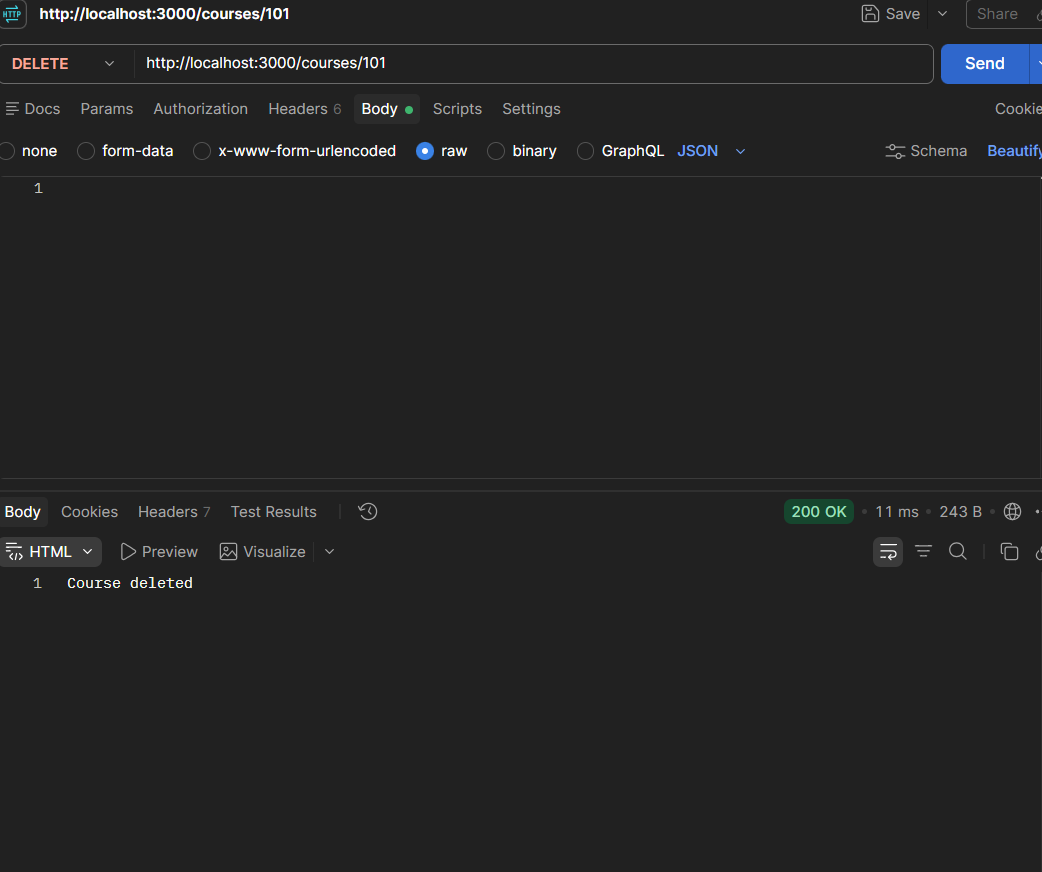 HTTP http://localhost:3000/courses/101 Save Share
DELETE http://localhost:3000/courses/101 Send
Docs Params Authorization Headers 6 Body Scripts Settings Cookie
none form-data x-www-form-urlencoded raw binary GraphQL JSON Schema Beautify
1
Body Cookies Headers 7 Test Results 200 OK • 11 ms • 243 B •
HTML Preview Visualize
1 Course deleted